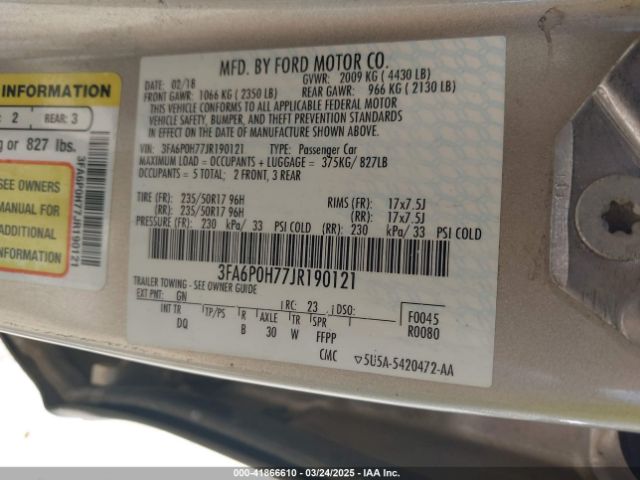 INFORMATION
2 REAR: 3
or 827 lbs.
SEE OWNERS
MANUAL FOR
ADDITIONAL
INFORMATION
3FA6P0H77JR190121
MFD. BY FORD MOTOR CO.
DATE: 02/18 GVWR: 2009 KG ( 4430 LB)
FRONT GAWR: 1066 KG ( 2350 LB) REAR GAWR: 966 KG ( 2130 LB)
THIS VEHICLE CONFORMS TO ALL APPLICABLE FEDERAL MOTOR
VEHICLE SAFETY, BUMPER, AND THEFT PREVENTION STANDARDS
IN EFFECT ON THE DATE OF MANUFACTURE SHOWN ABOVE.
VIN: 3FA6P0H77JR190121 TYPE: Passenger Car
MAXIMUM LOAD = OCCUPANTS + LUGGAGE = 375KG/ 827LB
OCCUPANTS = 5 TOTAL; 2 FRONT, 3 REAR
TIRE (FR): 235/50R17 96H RIMS (FR): 17x7.5J
(RR): 235/50R17 96H (RR): 17x7.5J
PRESSURE (FR): 230 kPa/ 33 PSI COLD (RR): 230 kPa/ 33 PSI COLD
3FA6P0H77JR190121
TRAILER TOWING - SEE OWNER GUIDE
EXT PNT: GN RC: 23 DSO: F0045
INT TR TP/PS R AXLE TR SPR R0080
DQ B 30 W FFPP
CMC ▽5U5A-5420472-AA
000-41866610 - 03/24/2025 - IAA Inc.